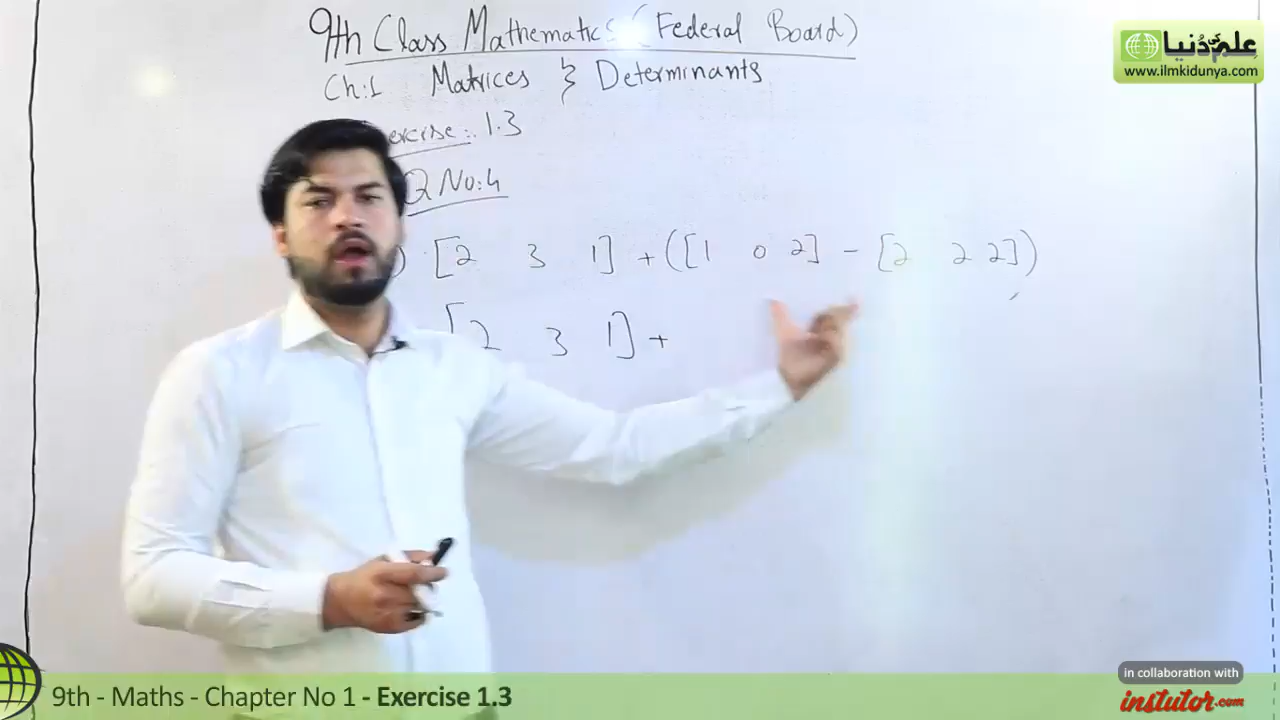 9th Class Mathematics (Federal Board)
Ch:1 Matrices & Determinants
ercise:. 1.3
Q No:4
) [2 3 1] + ([1 0 2] - [2 2 2])
[2 3 1] +
علم کی دُنیا
www.ilmkidunya.com
9th - Maths - Chapter No 1 - Exercise 1.3
in collaboration with
instutor.com